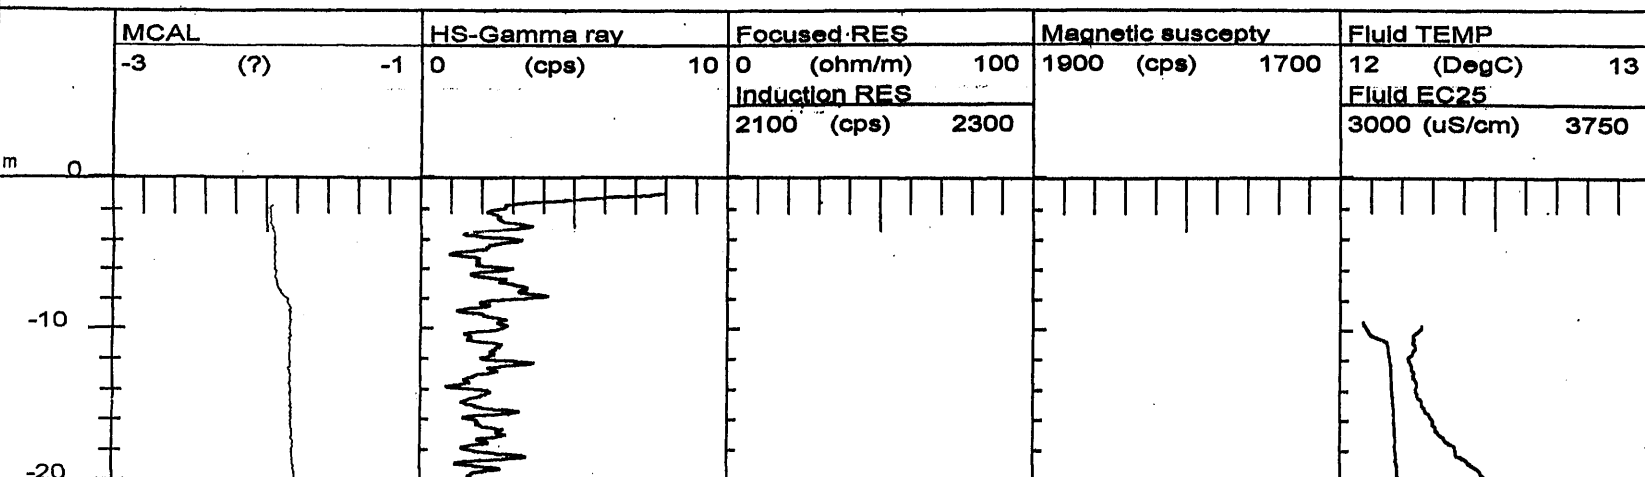 MCAL HS-Gamma ray Focused RES Magnetic suscepty Fluid TEMP
-3 (?) -1 0 (cps) 10 0 (ohm/m) 100 1900 (cps) 1700 12 (DegC) 13
Induction RES Fluid EC25
2100 (cps) 2300 3000 (uS/cm) 3750
m 0
-10
-20